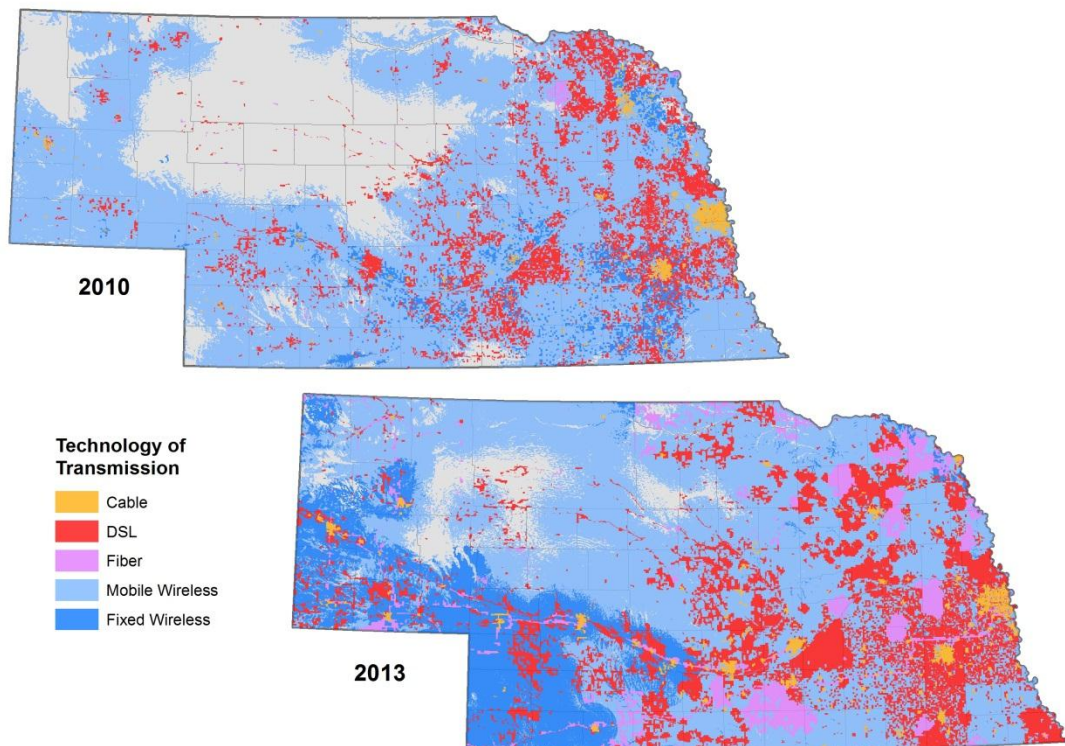 2010
Technology of
Transmission
Cable
DSL
Fiber
Mobile Wireless
Fixed Wireless
2013